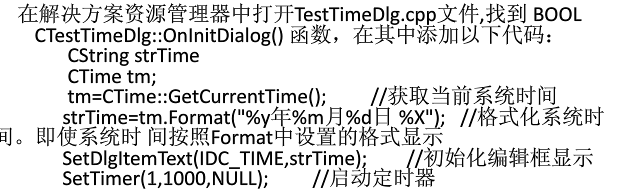 在解决方案资源管理器中打开TestTimeDlg.cpp文件,找到 BOOL
CTestTimeDlg::OnInitDialog() 函数，在其中添加以下代码：
CString strTime
CTime tm;
tm=CTime::GetCurrentTime(); //获取当前系统时间
strTime=tm.Format("%y年%m月%d日 %X"); //格式化系统时
间。即使系统时 间按照Format中设置的格式显示
SetDlgItemText(IDC_TIME,strTime); //初始化编辑框显示
SetTimer(1,1000,NULL); //启动定时器